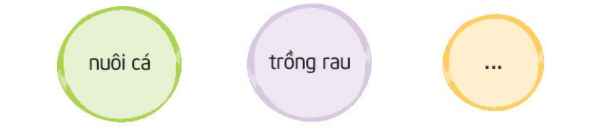 nuôi cá
trồng rau
...